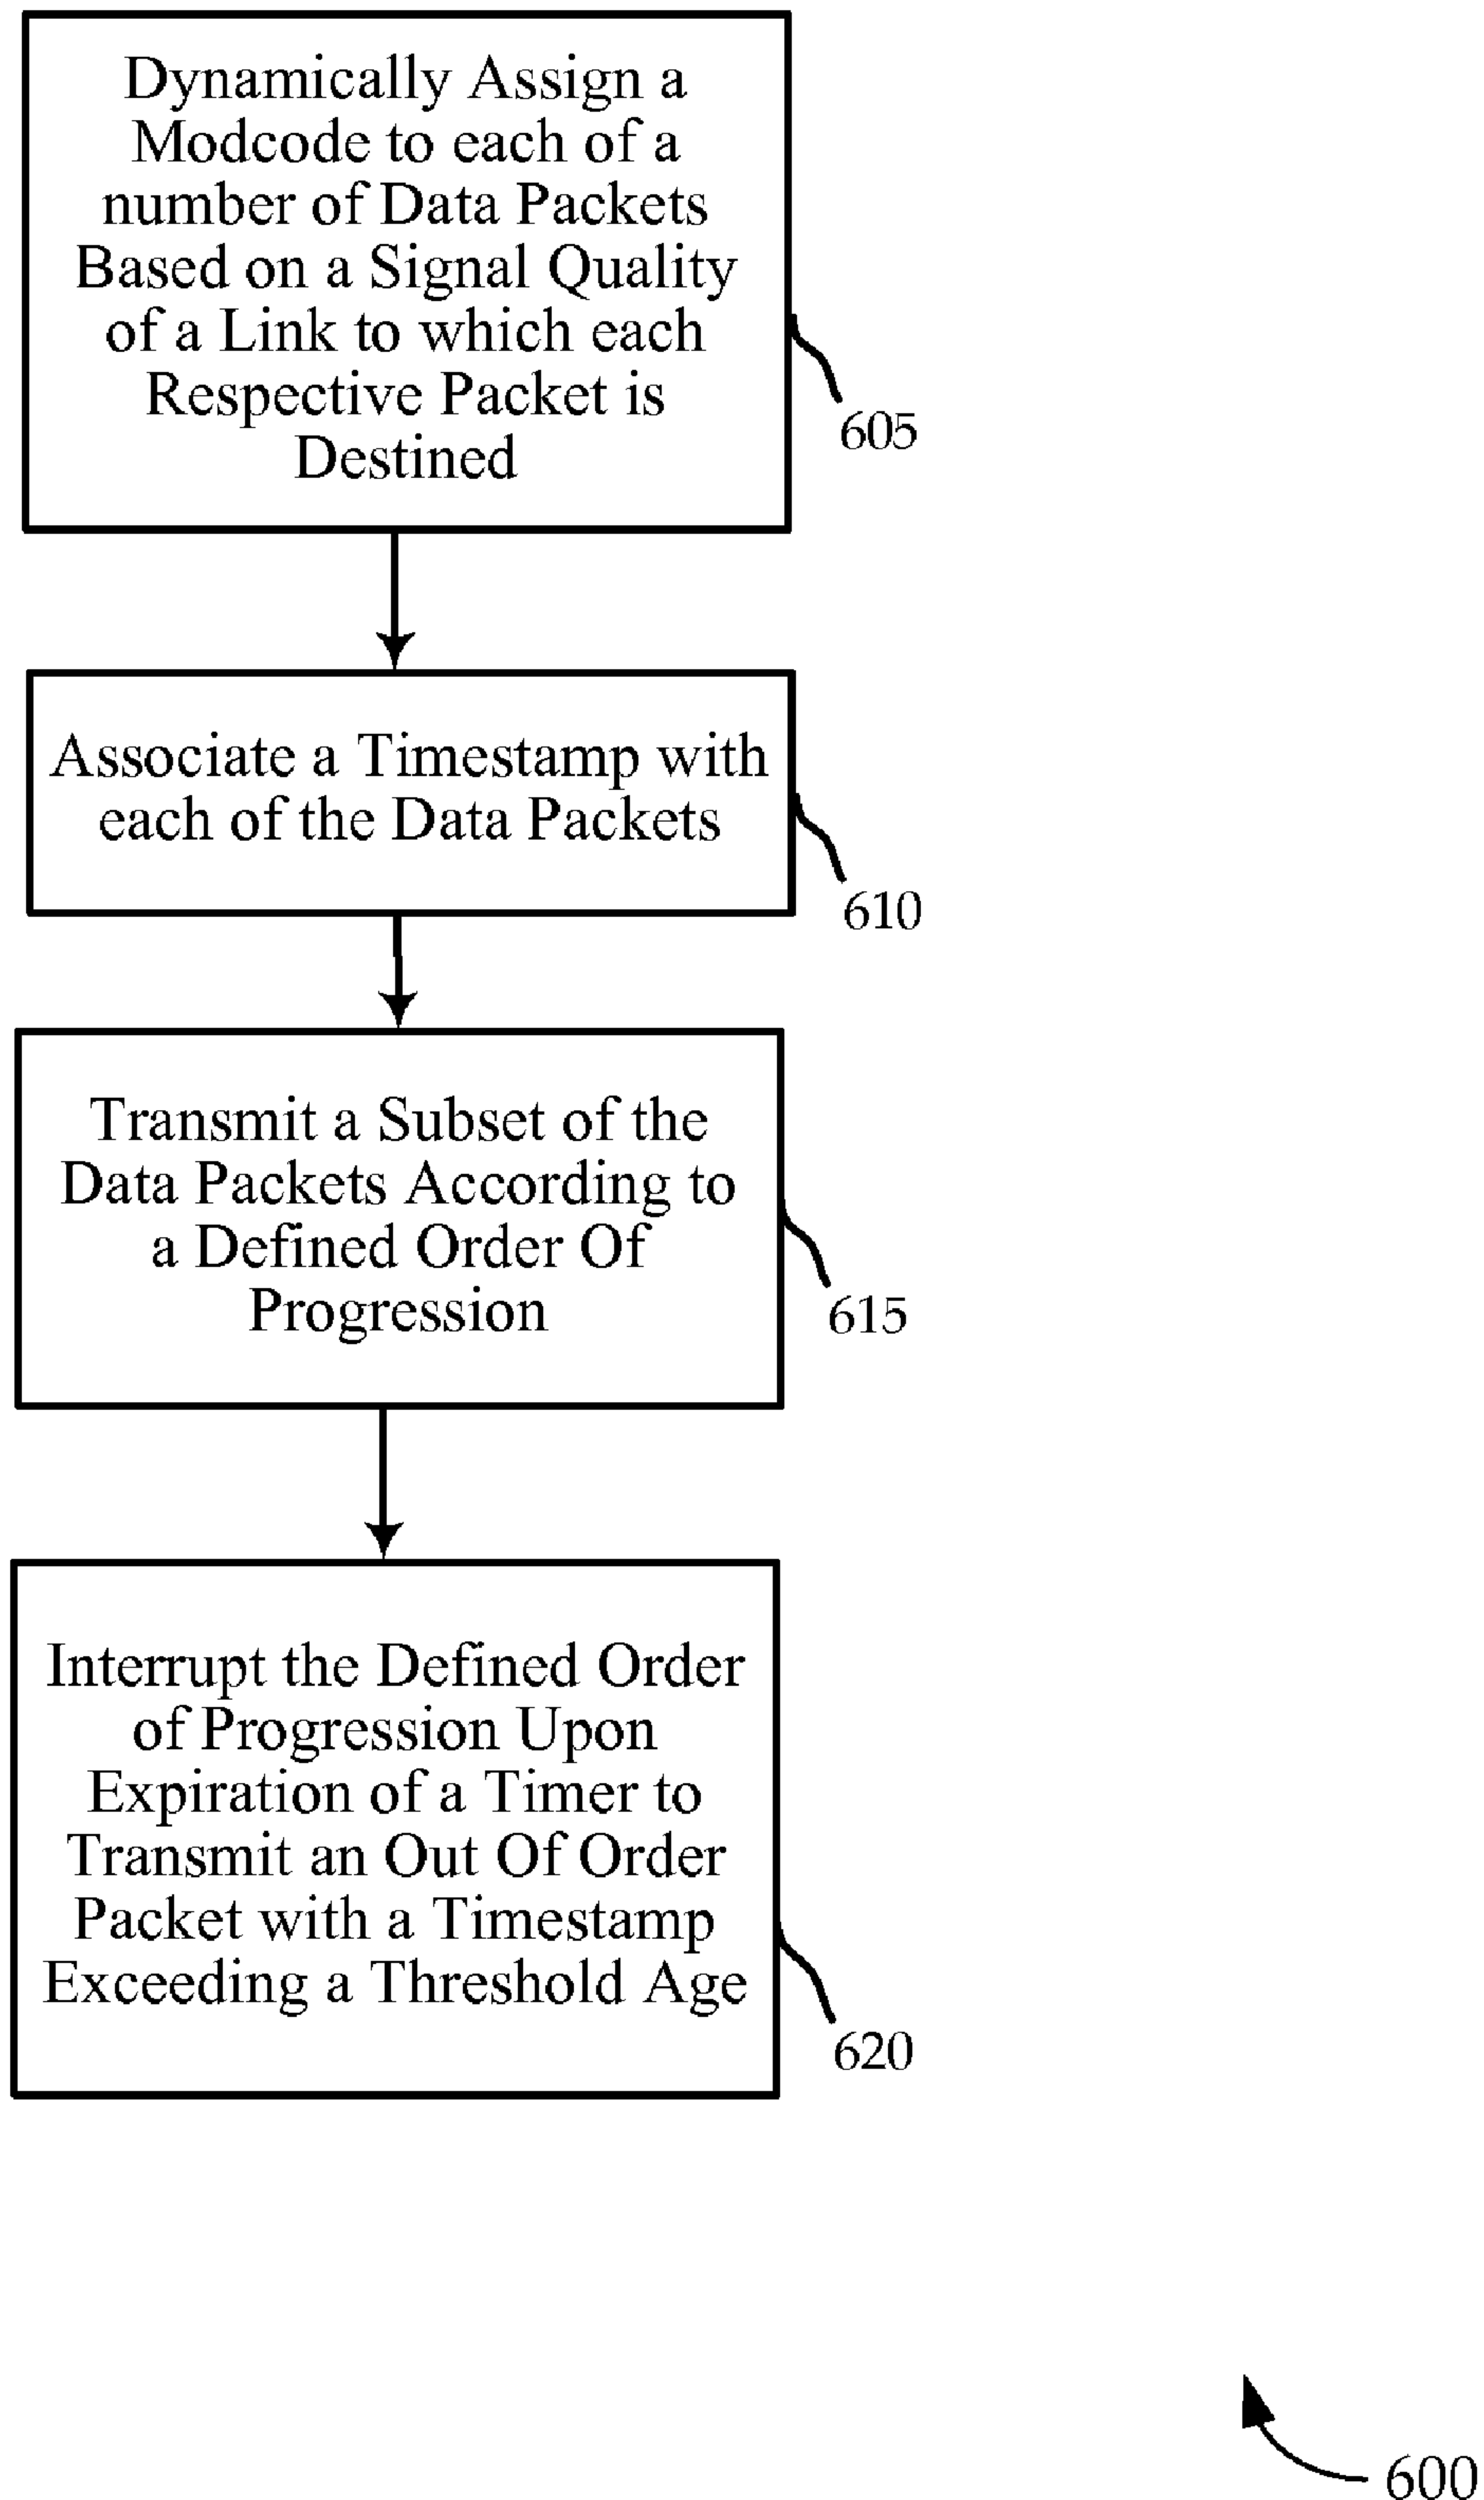 Dynamically Assign a
Modcode to each of a
number of Data Packets
Based on a Signal Quality
of a Link to which each
Respective Packet is
Destined
605
Associate a Timestamp with
each of the Data Packets
610
Transmit a Subset of the
Data Packets According to
a Defined Order Of
Progression
615
Interrupt the Defined Order
of Progression Upon
Expiration of a Timer to
Transmit an Out Of Order
Packet with a Timestamp
Exceeding a Threshold Age
620
600